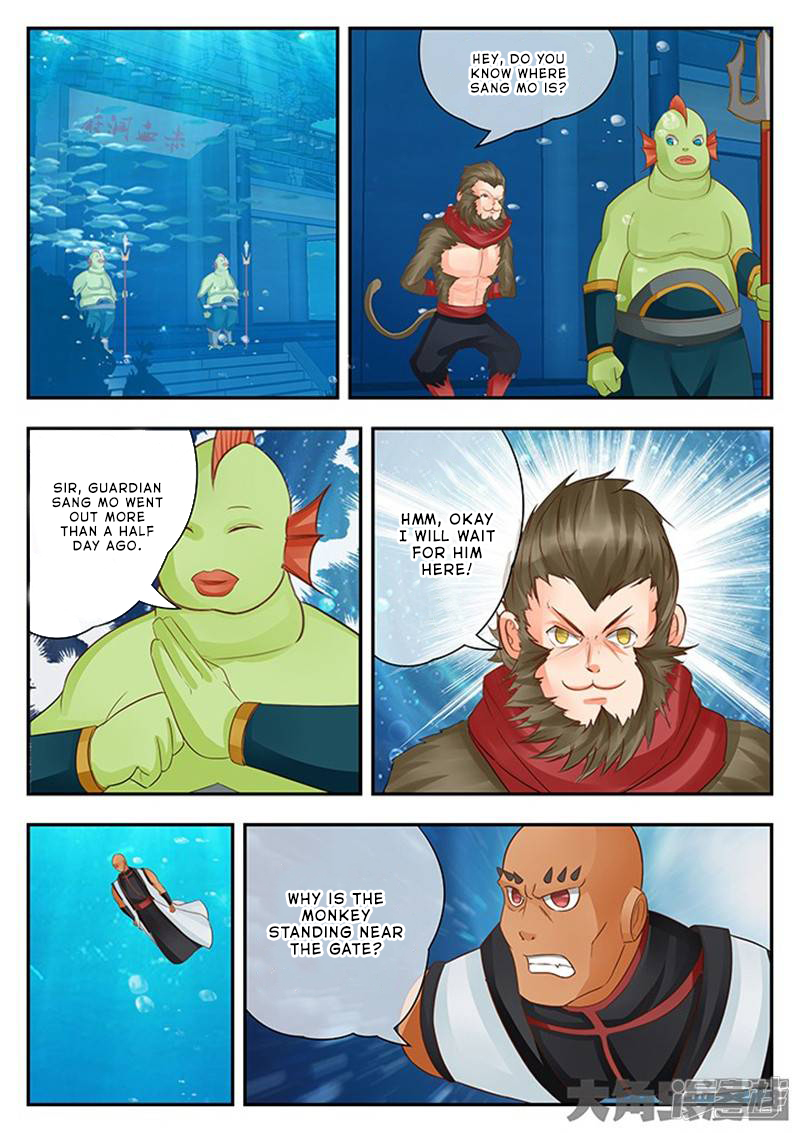 HEY, DO YOU
KNOW WHERE
SANG MO IS?
SIR, GUARDIAN
SANG MO WENT
OUT MORE
THAN A HALF
DAY AGO.
HMM, OKAY
I WILL WAIT
FOR HIM
HERE!
WHY IS THE
MONKEY
STANDING NEAR
THE GATE?